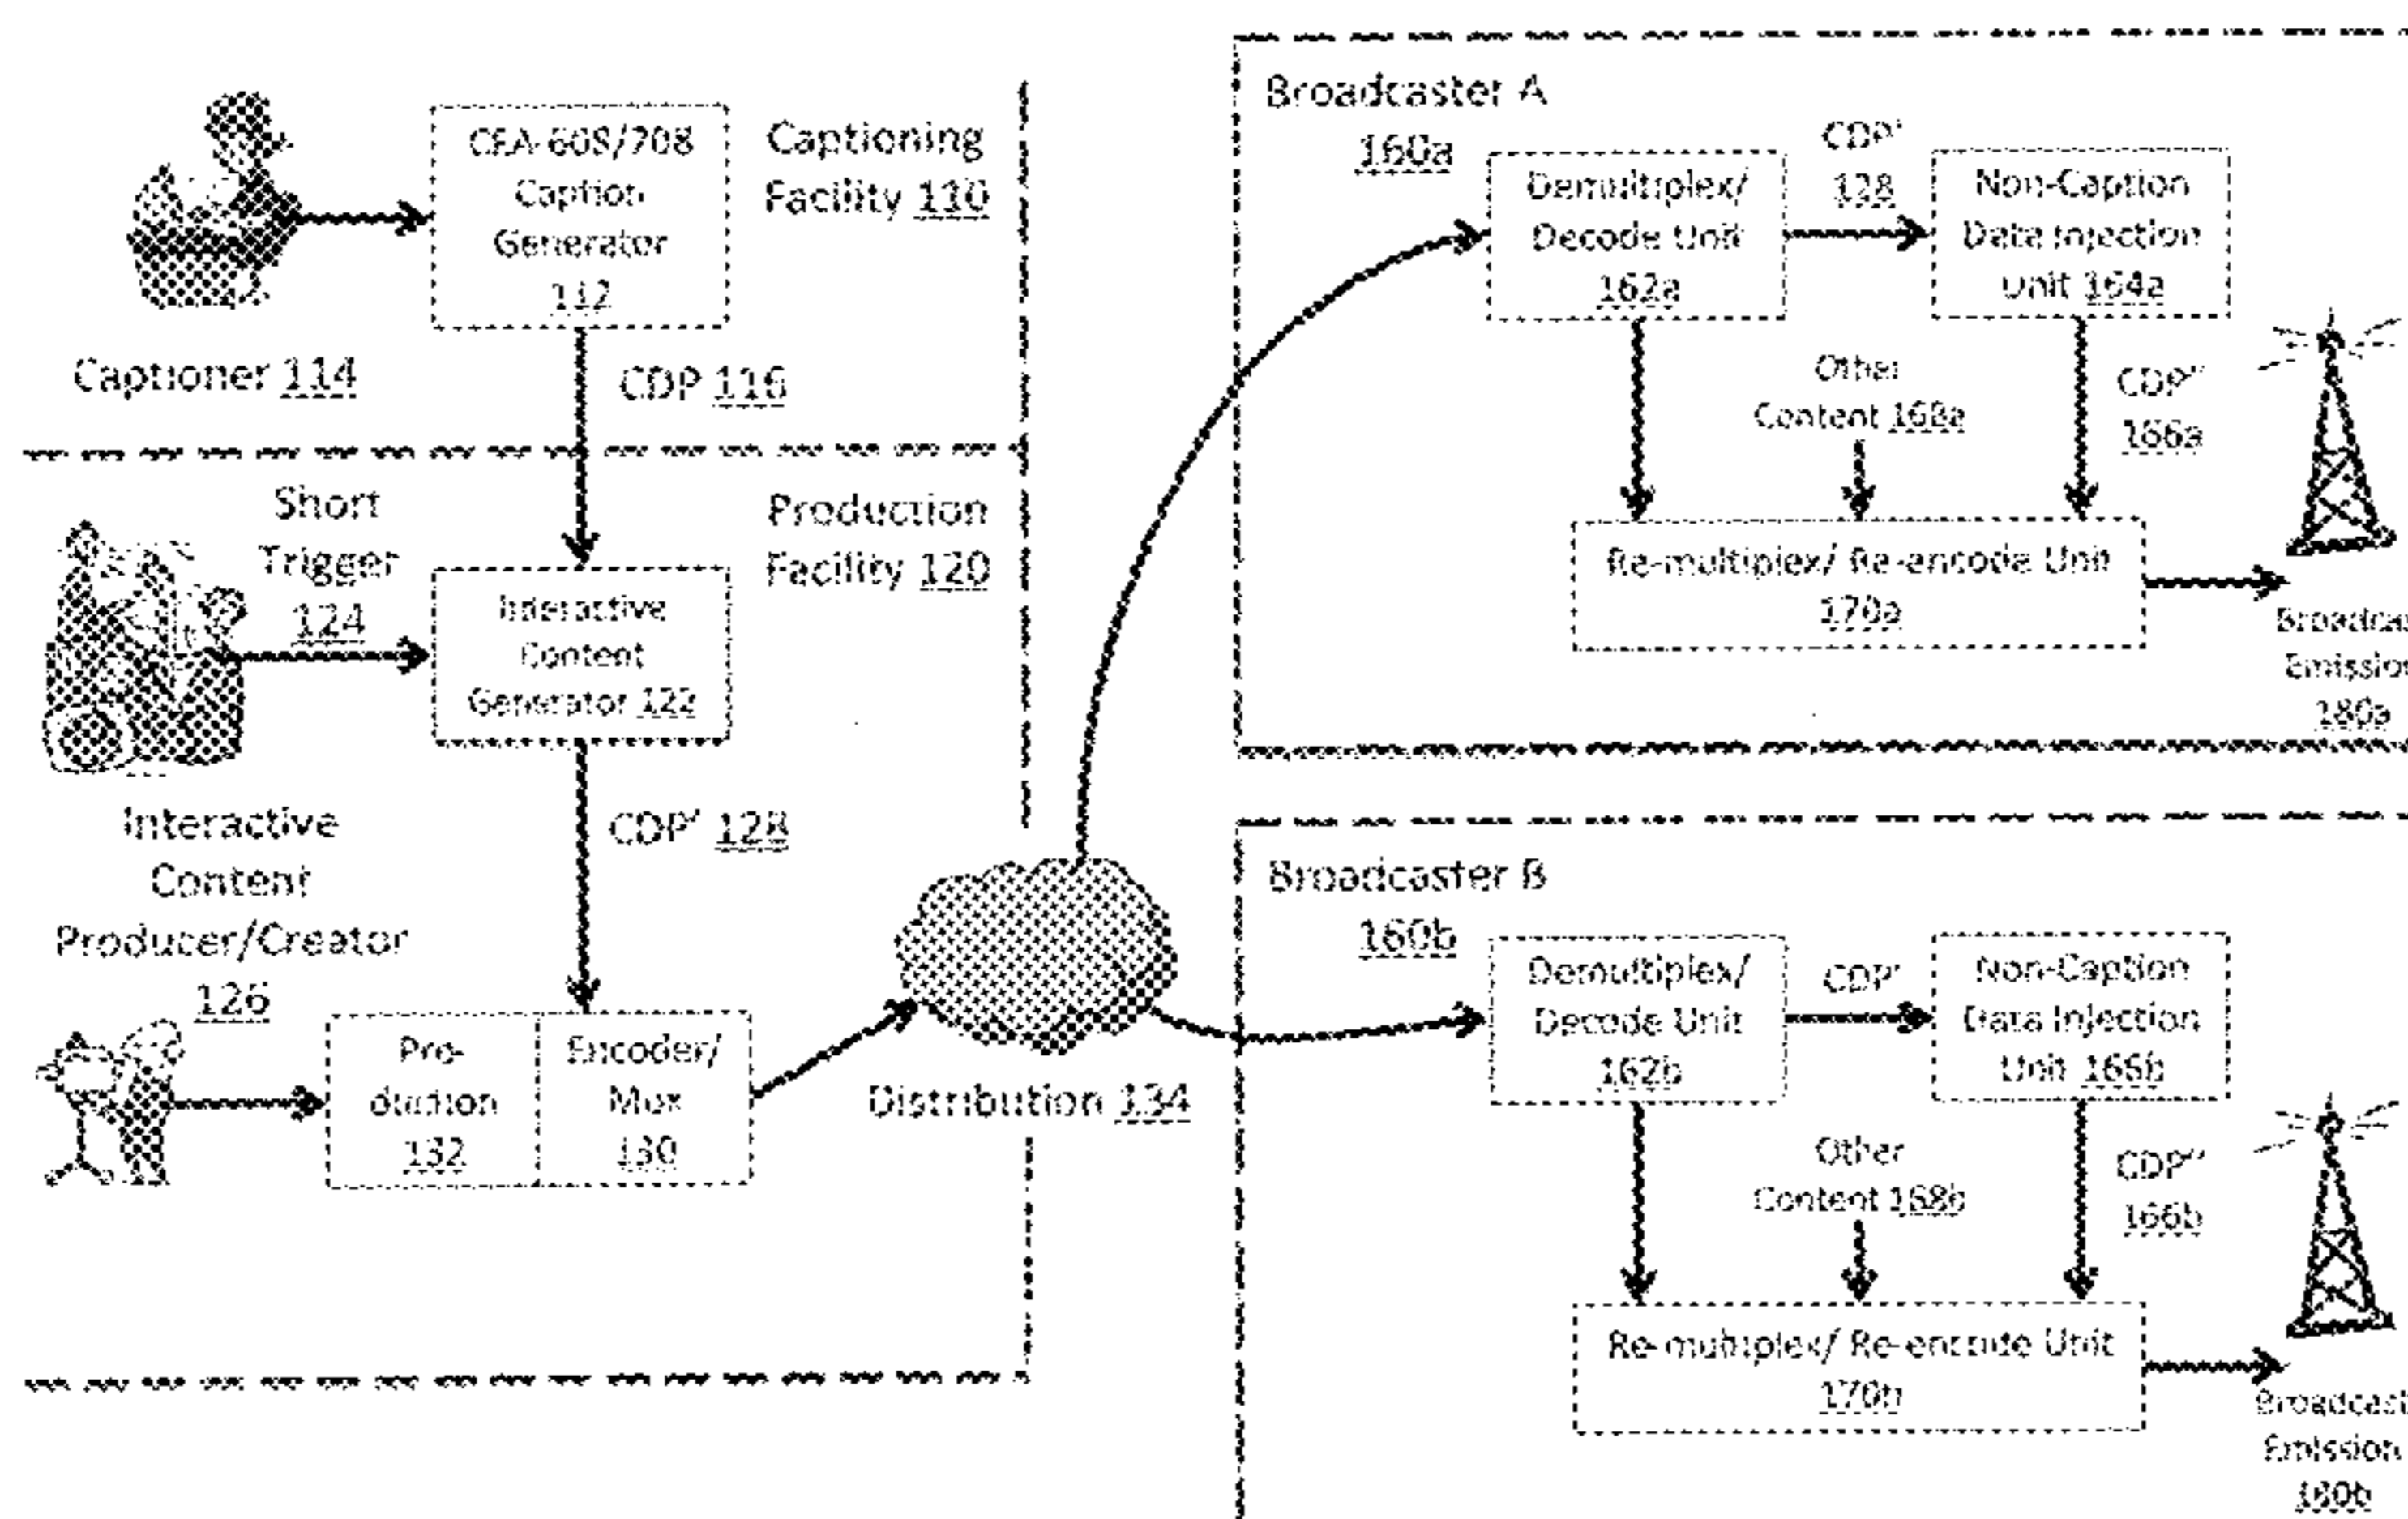 CEA-608/708
Caption
Generator
112
Captioning
Facility 110
Captioner 114
CDP 116
Short
Trigger
124
Production
Facility 120
Interactive
Content
Generator 122
Interactive
Content
Producer/Creator
126
CDP' 128
Pro-
duction
132
Encoder/
Mux
130
Distribution 134
Broadcaster A
160a
Demultiplex/
Decode Unit
162a
CDP'
128
Non-Caption
Data Injection
Unit 164a
Other
Content 168a
CDP''
166a
Re-multiplex/ Re-encode Unit
170a
Broadcas
Emission
180a
Broadcaster B
160b
Demultiplex/
Decode Unit
162b
CDP'
Non-Caption
Data Injection
Unit 166b
Other
Content 168b
CDP''
166b
Re-multiplex/ Re-encode Unit
170b
Broadcast
Emission
180b